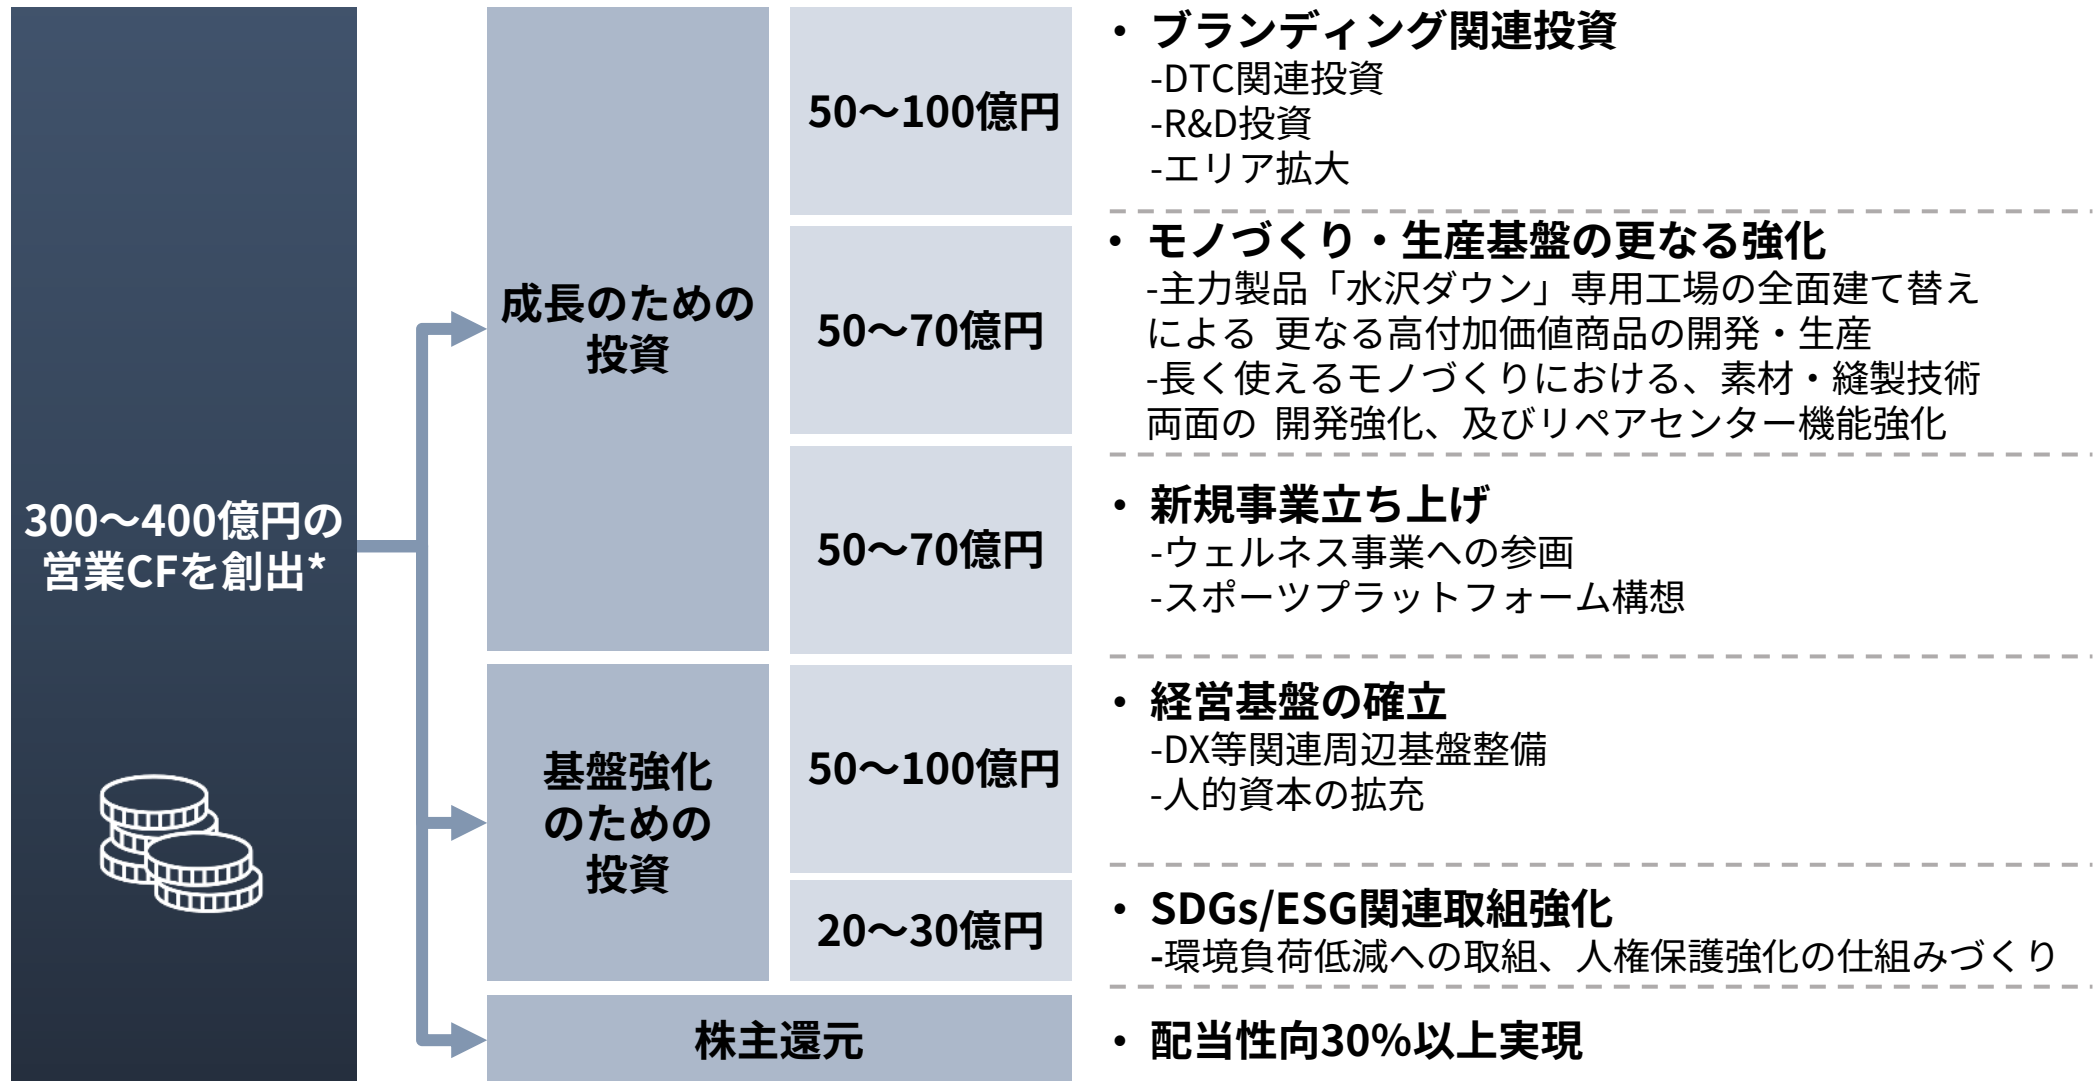 300～400億円の
営業CFを創出*
成長のための
投資
50～100億円
・ブランディング関連投資
-DTC関連投資
-R&D投資
-エリア拡大
50～70億円
・モノづくり・生産基盤の更なる強化
-主力製品「水沢ダウン」専用工場の全面建て替え
による 更なる高付加価値商品の開発・生産
-長く使えるモノづくりにおける、素材・縫製技術
両面の 開発強化、及びリペアセンター機能強化
50～70億円
・新規事業立ち上げ
-ウェルネス事業への参画
-スポーツプラットフォーム構想
基盤強化
のための
投資
50～100億円
・経営基盤の確立
-DX等関連周辺基盤整備
-人的資本の拡充
20～30億円
・SDGs/ESG関連取組強化
-環境負荷低減への取組、人権保護強化の仕組みづくり
株主還元
・配当性向30%以上実現